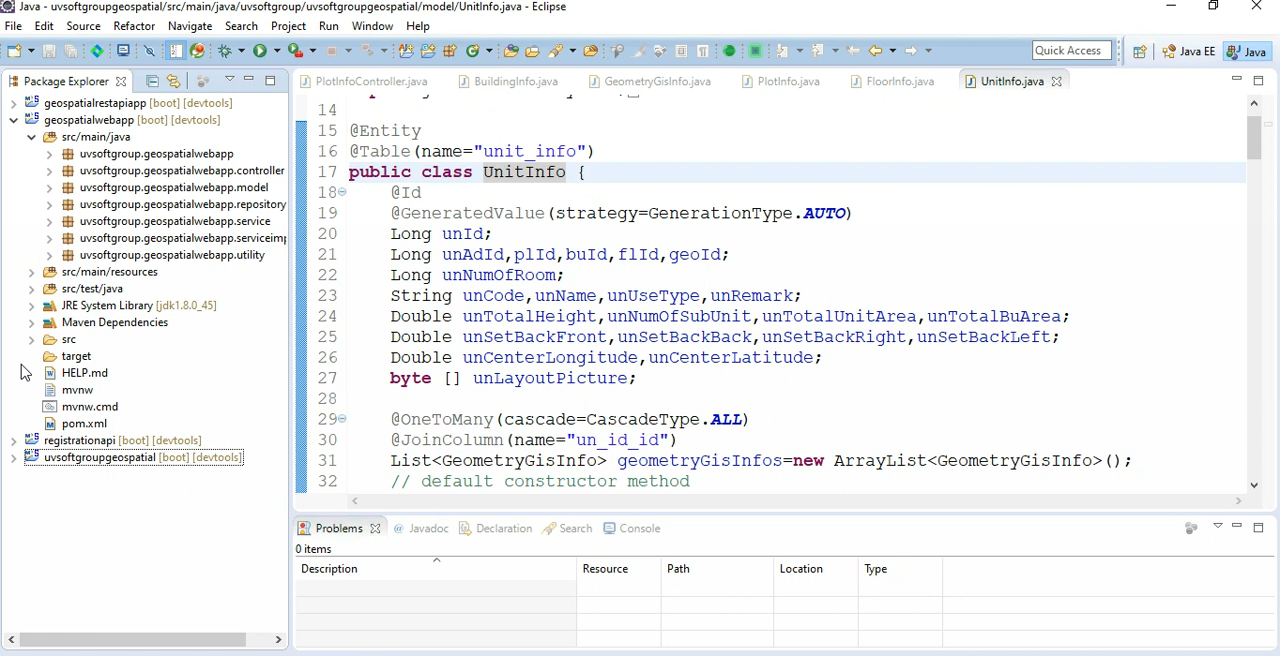 Java - uvsoftgroupgeospatial/src/main/java/uvsoftgroup/uvsoftgroupgeospatial/model/UnitInfo.java - Eclipse
File Edit Source Refactor Navigate Search Project Run Window Help
Quick Access Java EE Java
Package Explorer
geospatialrestapiapp [boot] [devtools]
geospatialwebapp [boot] [devtools]
src/main/java
uvsoftgroup.geospatialwebapp
uvsoftgroup.geospatialwebapp.controller
uvsoftgroup.geospatialwebapp.model
uvsoftgroup.geospatialwebapp.repository
uvsoftgroup.geospatialwebapp.service
uvsoftgroup.geospatialwebapp.serviceimp
uvsoftgroup.geospatialwebapp.utility
src/main/resources
src/test/java
JRE System Library [jdk1.8.0_45]
Maven Dependencies
src
target
HELP.md
mvnw
mvnw.cmd
pom.xml
registrationapi [boot] [devtools]
uvsoftgroupgeospatial [boot] [devtools]
PlotInfoController.java BuildingInfo.java GeometryGisInfo.java PlotInfo.java FloorInfo.java UnitInfo.java
14
15 @Entity
16 @Table(name="unit_info")
17 public class UnitInfo {
18 @Id
19 @GeneratedValue(strategy=GenerationType.AUTO)
20 Long unId;
21 Long unAdId,plId,buId,flId,geoId;
22 Long unNumOfRoom;
23 String unCode,unName,unUseType,unRemark;
24 Double unTotalHeight,unNumOfSubUnit,unTotalUnitArea,unTotalBuArea;
25 Double unSetBackFront,unSetBackBack,unSetBackRight,unSetBackLeft;
26 Double unCenterLongitude,unCenterLatitude;
27 byte [] unLayoutPicture;
28
29 @OneToMany(cascade=CascadeType.ALL)
30 @JoinColumn(name="un_id_id")
31 List<GeometryGisInfo> geometryGisInfos=new ArrayList<GeometryGisInfo>();
32 // default constructor method
Problems Javadoc Declaration Search Console
0 items
Description Resource Path Location Type